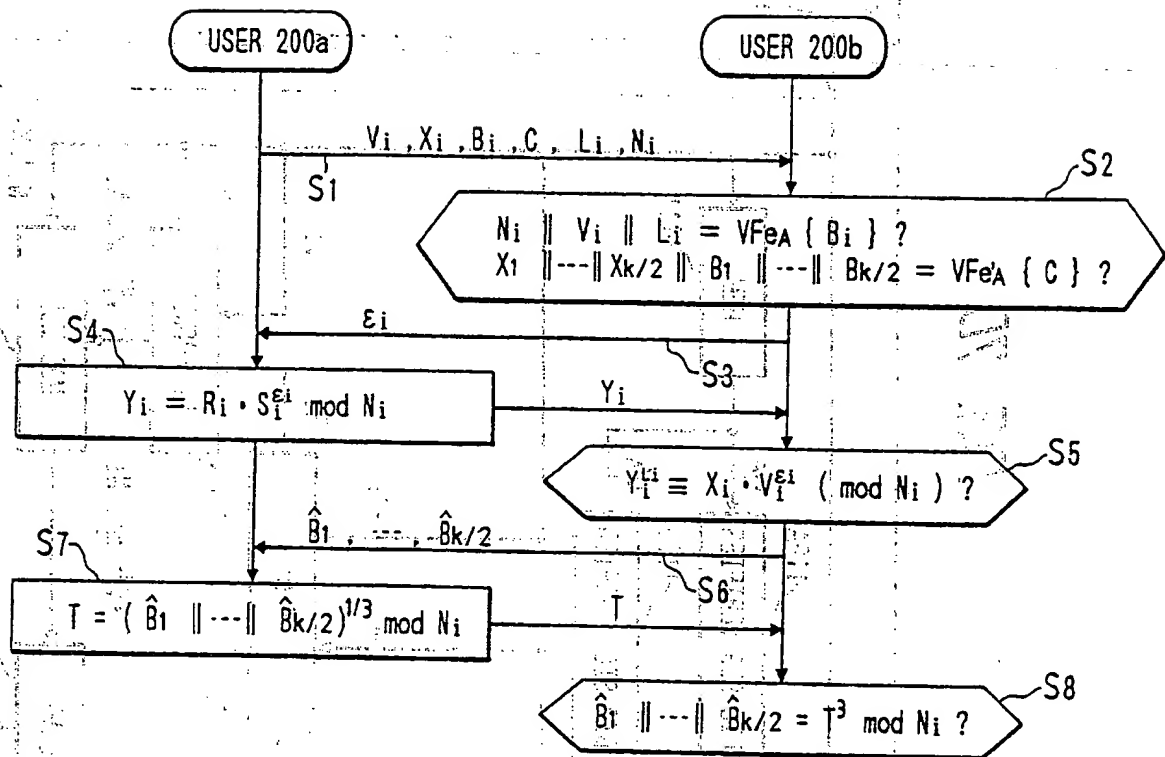 USER 200a
USER 200b
Vi ,Xi ,Bi ,C , Li ,Ni
S1
S2
Ni ‖ Vi ‖ Li = VFeA { Bi } ?
X1 ‖---‖ Xk/2 ‖ B1 ‖---‖ Bk/2 = VFe'A { C } ?
εi
S3
S4
Yi = Ri · Si^εi mod Ni
Yi
S5
Yi^Li ≡ Xi · Vi^εi ( mod Ni ) ?
B̂1 , ---, B̂k/2
S6
S7
T = ( B̂1 ‖---‖ B̂k/2)^1/3 mod Ni
T
S8
B̂1 ‖---‖ B̂k/2 = T^3 mod Ni ?